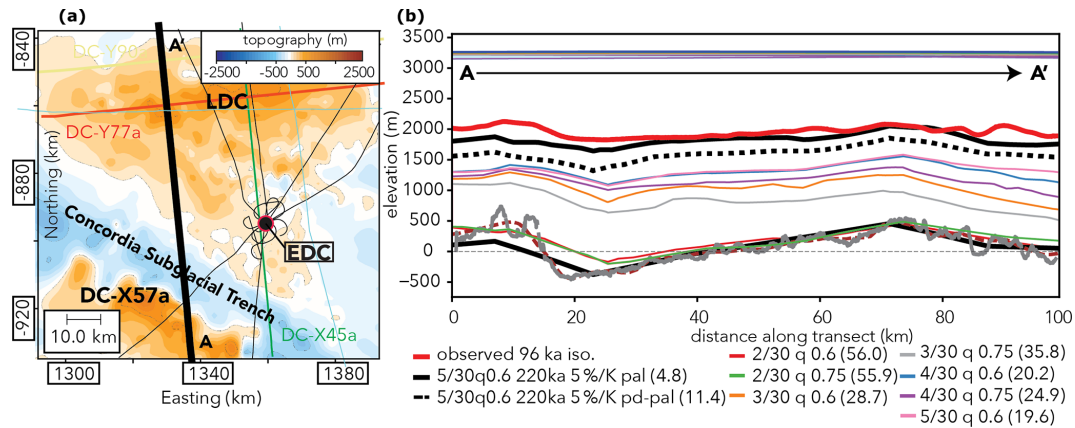 (a)
-840
-880
-920
Northing (km)
A'
topography (m)
-2500 -500 500 2500
LDC
DC-Y77a
EDC
Concordia Subglacial Trench
DC-X57a
10.0 km
A
DC-X45a
1300 1340 1380
Easting (km)
(b)
3500
3000
2500
2000
1500
1000
500
0
−500
elevation (m)
A A'
0 20 40 60 80 100
distance along transect (km)
observed 96 ka iso.
5/30q0.6 220ka 5%/K pal (4.8)
5/30q0.6 220ka 5%/K pd-pal (11.4)
2/30 q 0.6 (56.0)
2/30 q 0.75 (55.9)
3/30 q 0.6 (28.7)
3/30 q 0.75 (35.8)
4/30 q 0.6 (20.2)
4/30 q 0.75 (24.9)
5/30 q 0.6 (19.6)